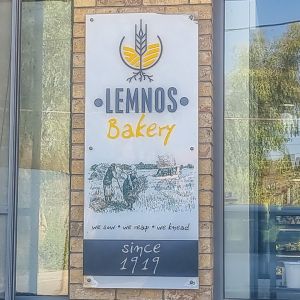 •LEMNOS•
Bakery
we sow • we reap • we knead
since
1919